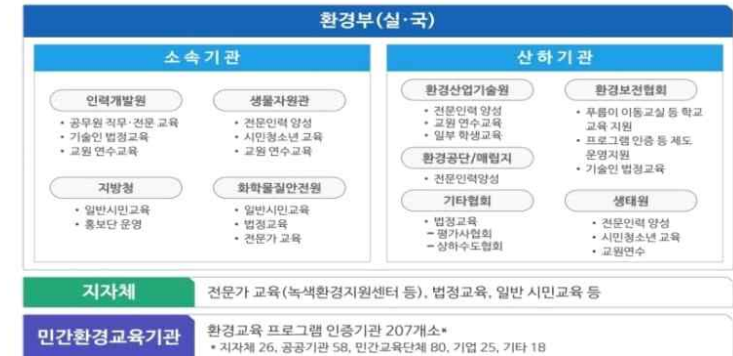 환경부(실·국)
소속기관
인력개발원
• 공무원 직무·전문 교육
• 기술인 법정교육
• 교원 연수교육
생물자원관
• 전문인력 양성
• 시민청소년 교육
• 교원 연수교육
지방청
• 일반시민교육
• 홍보단 운영
화학물질안전원
• 일반시민교육
• 법정교육
• 전문가 교육
산하기관
환경산업기술원
• 전문인력 양성
• 교원 연수교육
• 일부 학생교육
환경공단/매립지
• 전문인력양성
기타협회
• 법정교육
– 평가사협회
– 상하수도협회
환경보전협회
• 푸름이 이동교실 등 학교
교육 지원
• 프로그램 인증 등 제도
운영지원
• 기술인 법정교육
생태원
• 전문인력 양성
• 시민청소년 교육
• 교원연수
지자체
전문가 교육(녹색환경지원센터 등), 법정교육, 일반 시민교육 등
민간환경교육기관
환경교육 프로그램 인증기관 207개소*
* 지자체 26, 공공기관 58, 민간교육단체 80, 기업 25, 기타 18